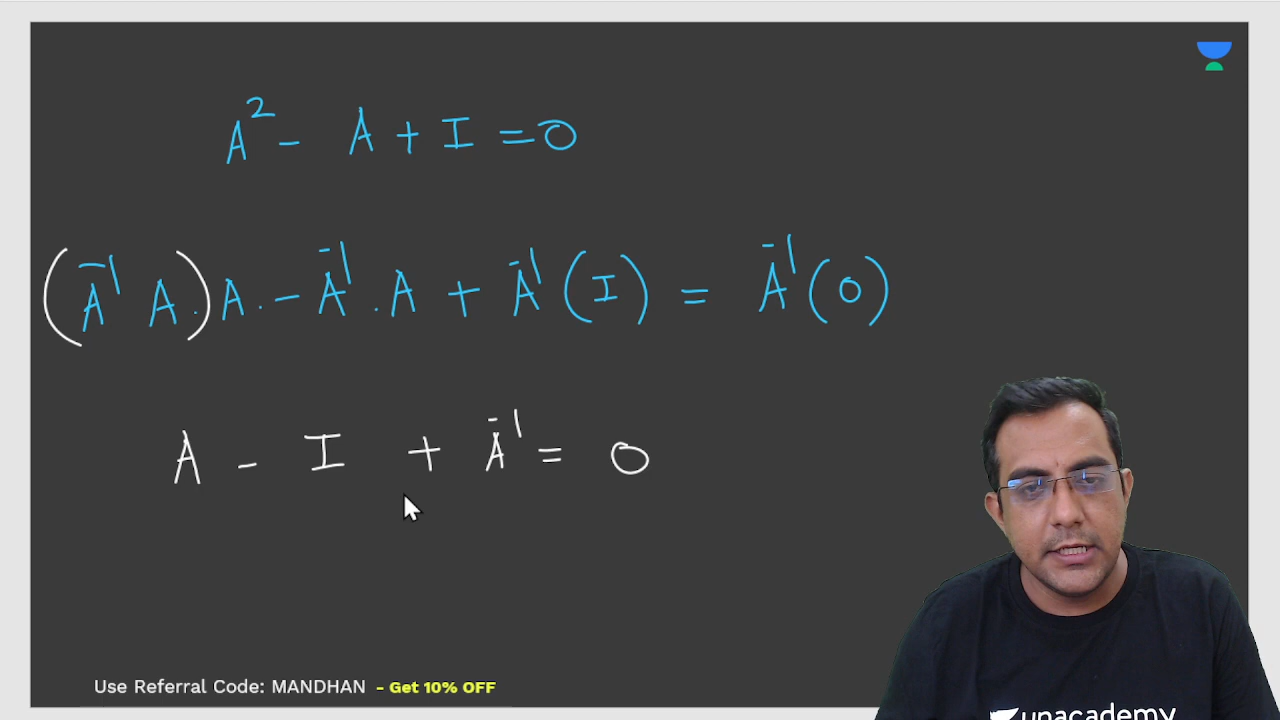 A² - A + I = 0
(A⁻¹ A.)A. - A⁻¹.A + A⁻¹(I) = A⁻¹(0)
A - I + A⁻¹ = 0
Use Referral Code: MANDHAN - Get 10% OFF
unacademy